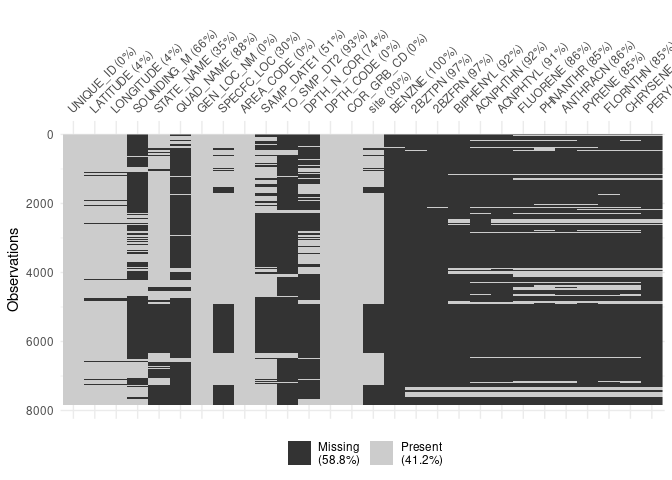 UNIQUE_ID (0%)
LATITUDE (4%)
LONGITUDE (4%)
SOUNDING_M (66%)
STATE_NAME (35%)
QUAD_NAME (88%)
GEN_LOC_NM (0%)
SPECFC_LOC (30%)
AREA_CODE (0%)
SAMP_DATE1 (51%)
TO_SMP_DT2 (93%)
DPTH_N_COR (74%)
DPTH_CODE (0%)
COR_GRB_CD (0%)
site (30%)
BENZNE (100%)
2BZTPN (97%)
2BZFRN (97%)
BIPHENYL (92%)
ACNPHTHN (92%)
ACNPHTYL (91%)
FLUORENE (86%)
PHNANTHR (85%)
ANTHRACN (86%)
PYRENE (85%)
FLORNTHN (85%)
CHRYSENE (85%
PERYL
0
2000
4000
6000
8000
Observations
Missing
(58.8%)
Present
(41.2%)